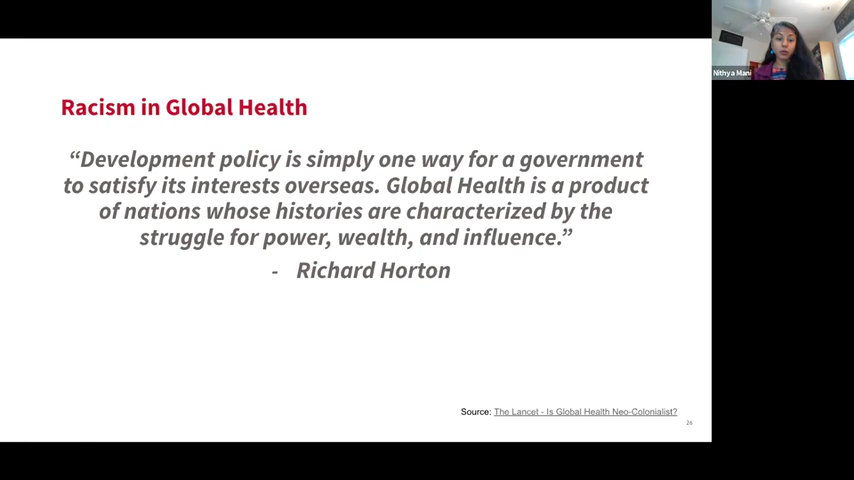 Nithya Mani
Racism in Global Health
“Development policy is simply one way for a government
to satisfy its interests overseas. Global Health is a product
of nations whose histories are characterized by the
struggle for power, wealth, and influence.”
- Richard Horton
Source: The Lancet - Is Global Health Neo-Colonialist?
26